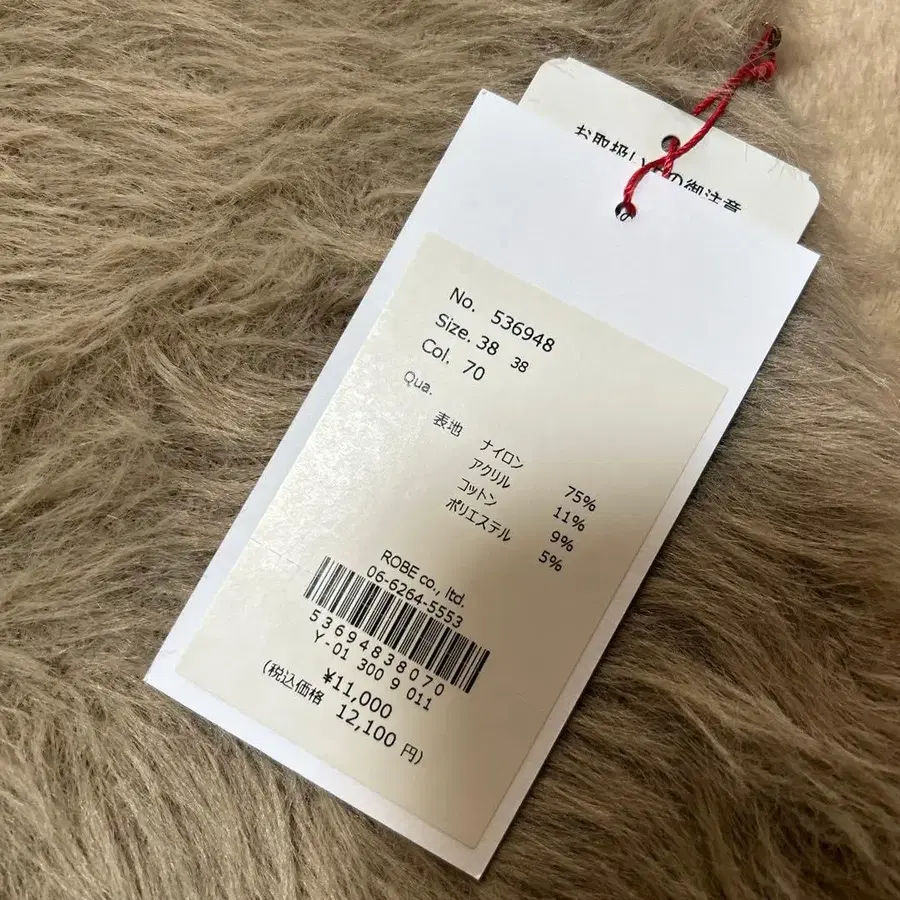 お取扱い上の御注意
No. 536948
Size. 38 38
Col. 70
Qua.
表地 ナイロン 75%
アクリル 11%
コットン 9%
ポリエステル 5%
ROBE co., ltd.
06-6264-5553
53694838070
Y-01 300 9 011
¥11,000
(税込価格 12,100 円)